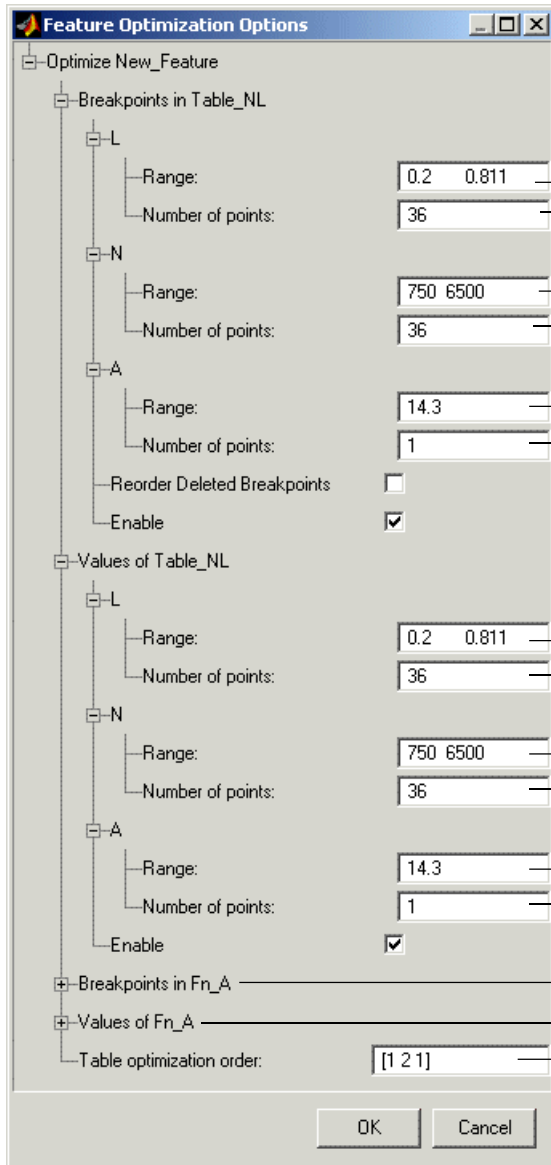 Feature Optimization Options
Optimize New_Feature
Breakpoints in Table_NL
L
Range: 0.2 0.811
Number of points: 36
N
Range: 750 6500
Number of points: 36
A
Range: 14.3
Number of points: 1
Reorder Deleted Breakpoints
Enable
Values of Table_NL
L
Range: 0.2 0.811
Number of points: 36
N
Range: 750 6500
Number of points: 36
A
Range: 14.3
Number of points: 1
Enable
Breakpoints in Fn_A
Values of Fn_A
Table optimization order: [1 2 1]
OK Cancel